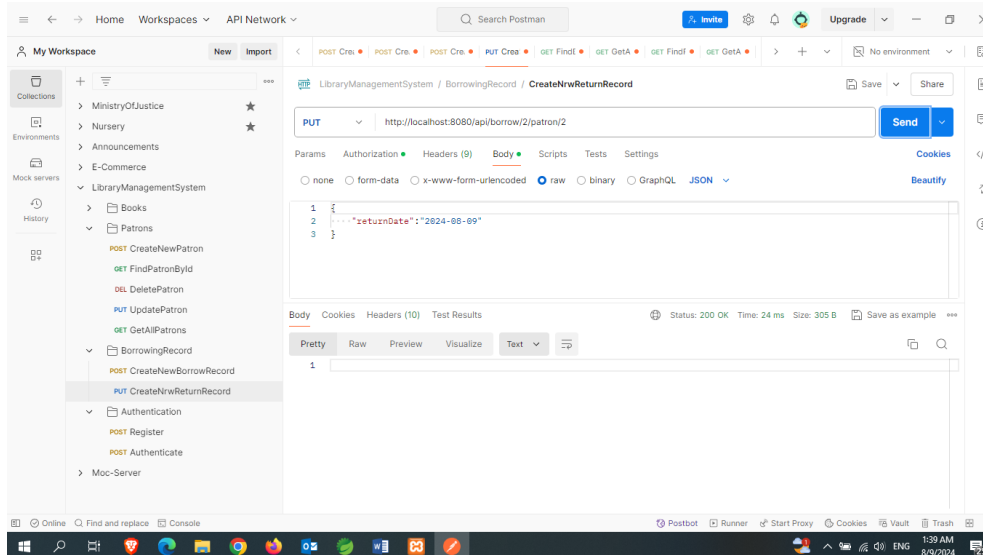 Home Workspaces API Network Search Postman Invite Upgrade
My Workspace New Import POST Cre POST Cre. POST Cre. PUT Crea GET FindE GET GetA GET FindF GET GetA No environment
Collections
Environments
Mock servers
History
MinistryOfJustice
Nursery
Announcements
E-Commerce
LibraryManagementSystem
Books
Patrons
POST CreateNewPatron
GET FindPatronById
DEL DeletePatron
PUT UpdatePatron
GET GetAllPatrons
BorrowingRecord
POST CreateNewBorrowRecord
PUT CreateNrwReturnRecord
Authentication
POST Register
POST Authenticate
Moc-Server
HTTP LibraryManagementSystem / BorrowingRecord / CreateNrwReturnRecord Save Share
PUT http://localhost:8080/api/borrow/2/patron/2 Send
Params Authorization Headers (9) Body Scripts Tests Settings Cookies
none form-data x-www-form-urlencoded raw binary GraphQL JSON Beautify
1 {
2 ····"returnDate":"2024-08-09"
3 }
Body Cookies Headers (10) Test Results Status: 200 OK Time: 24 ms Size: 305 B Save as example
Pretty Raw Preview Visualize Text
1
Online Find and replace Console Postbot Runner Start Proxy Cookies Vault Trash
ENG 1:39 AM
8/9/2024